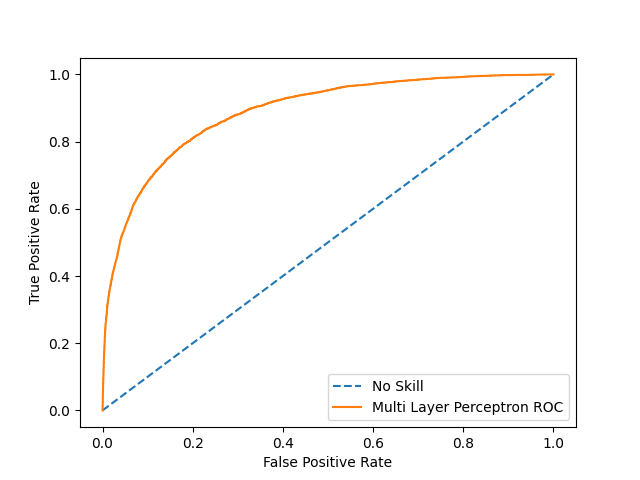 1.0
0.8
0.6
0.4
0.2
0.0
True Positive Rate
No Skill
Multi Layer Perceptron ROC
0.0 0.2 0.4 0.6 0.8 1.0
False Positive Rate